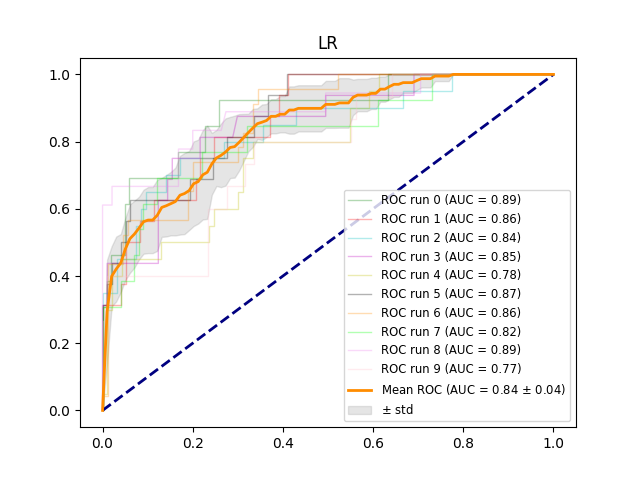 LR
1.0
0.8
0.6
0.4
0.2
0.0
0.0 0.2 0.4 0.6 0.8 1.0
ROC run 0 (AUC = 0.89)
ROC run 1 (AUC = 0.86)
ROC run 2 (AUC = 0.84)
ROC run 3 (AUC = 0.85)
ROC run 4 (AUC = 0.78)
ROC run 5 (AUC = 0.87)
ROC run 6 (AUC = 0.86)
ROC run 7 (AUC = 0.82)
ROC run 8 (AUC = 0.89)
ROC run 9 (AUC = 0.77)
Mean ROC (AUC = 0.84 ± 0.04)
± std